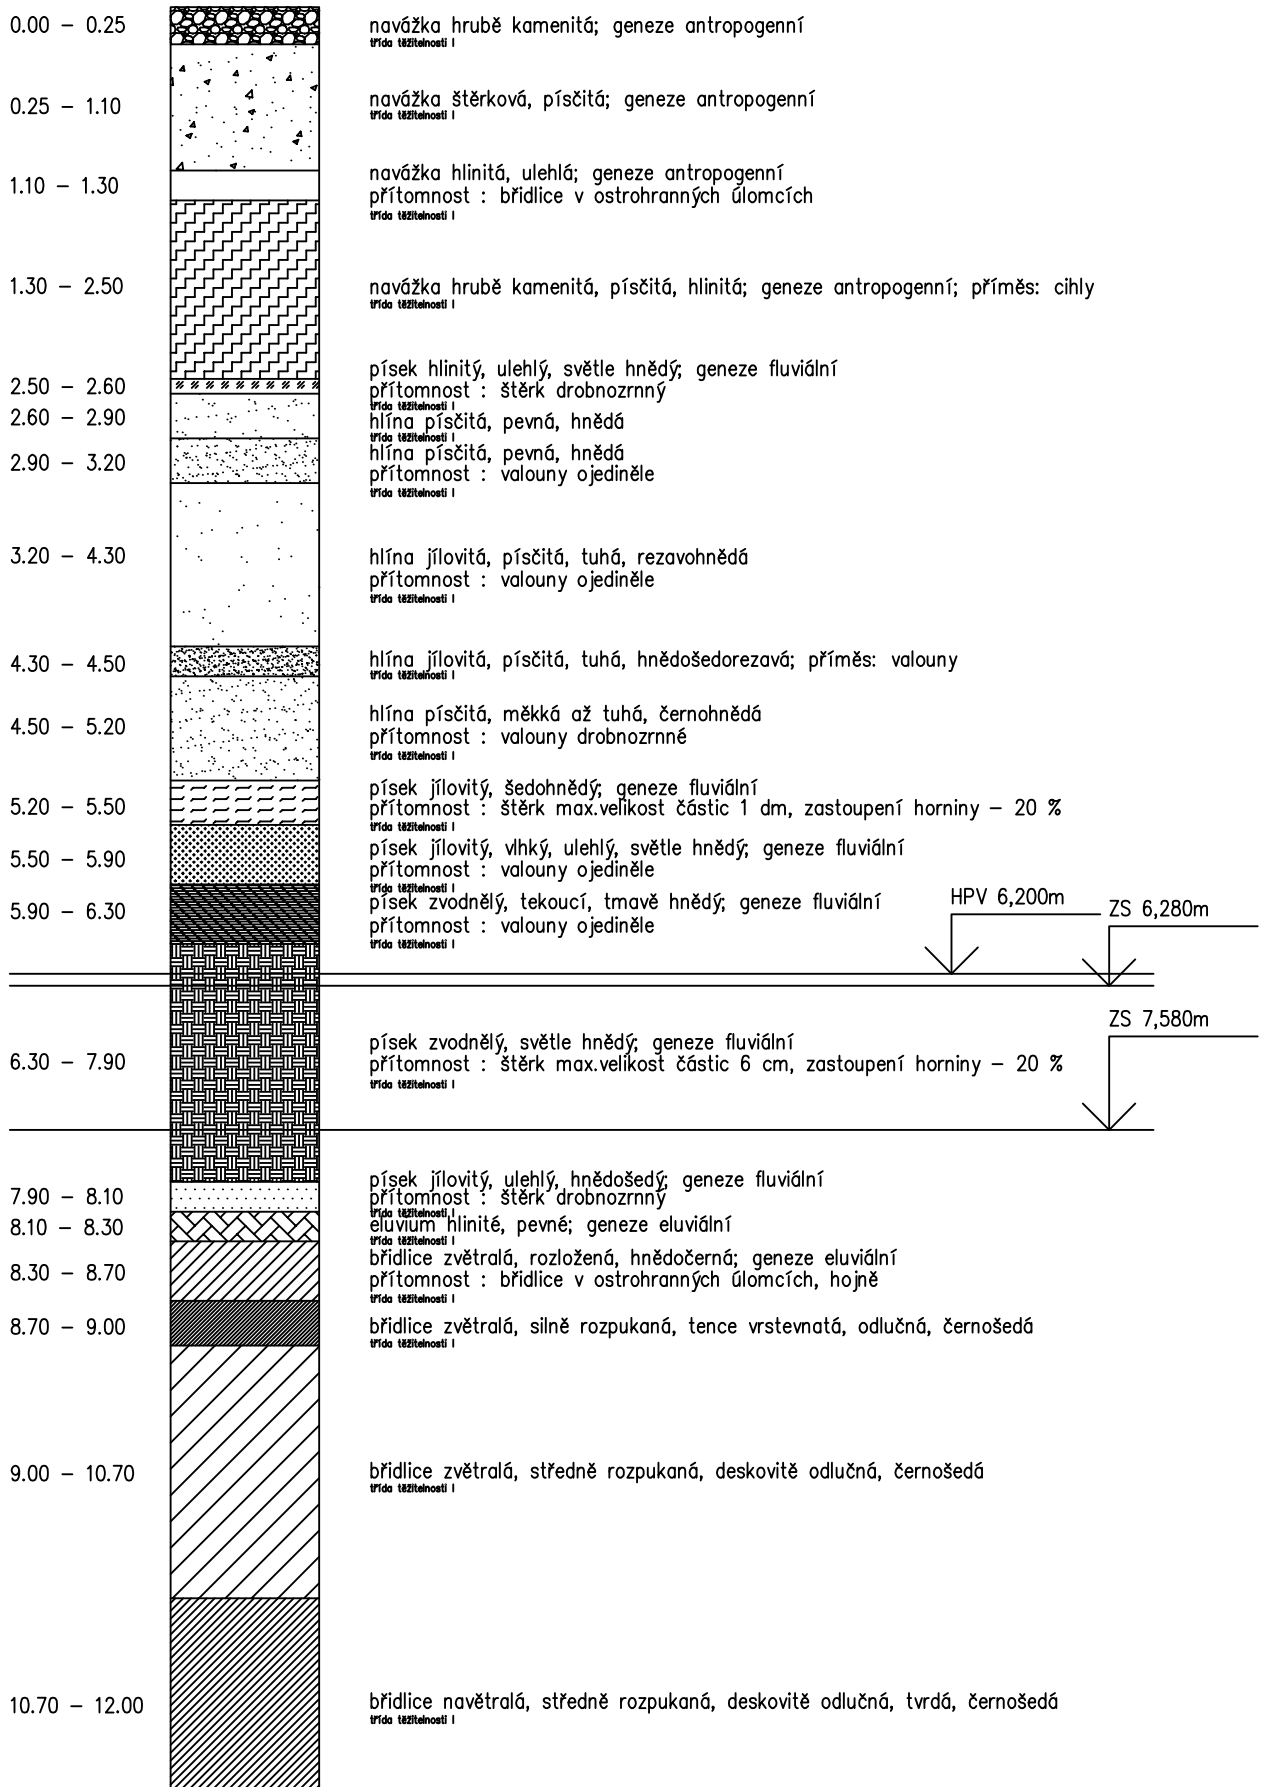 0.00 – 0.25
navážka hrubě kamenitá; geneze antropogenní
třída těžitelnosti I
0.25 – 1.10
navážka štěrková, písčitá; geneze antropogenní
třída těžitelnosti I
1.10 – 1.30
navážka hlinitá, ulehlá; geneze antropogenní
přítomnost : břidlice v ostrohranných úlomcích
třída těžitelnosti I
1.30 – 2.50
navážka hrubě kamenitá, písčitá, hlinitá; geneze antropogenní; příměs: cihly
třída těžitelnosti I
2.50 – 2.60
písek hlinitý, ulehlý, světle hnědý; geneze fluviální
přítomnost : štěrk drobnozrnný
třída těžitelnosti I
2.60 – 2.90
hlína písčitá, pevná, hnědá
třída těžitelnosti I
2.90 – 3.20
hlína písčitá, pevná, hnědá
přítomnost : valouny ojediněle
třída těžitelnosti I
3.20 – 4.30
hlína jílovitá, písčitá, tuhá, rezavohnědá
přítomnost : valouny ojediněle
třída těžitelnosti I
4.30 – 4.50
hlína jílovitá, písčitá, tuhá, hnědošedorezavá; příměs: valouny
třída těžitelnosti I
4.50 – 5.20
hlína písčitá, měkká až tuhá, černohnědá
přítomnost : valouny drobnozrnné
třída těžitelnosti I
5.20 – 5.50
písek jílovitý, šedohnědý; geneze fluviální
přítomnost : štěrk max.velikost částic 1 dm, zastoupení horniny – 20 %
třída těžitelnosti I
5.50 – 5.90
písek jílovitý, vlhký, ulehlý, světle hnědý; geneze fluviální
přítomnost : valouny ojediněle
třída těžitelnosti I
5.90 – 6.30
písek zvodnělý, tekoucí, tmavě hnědý; geneze fluviální
přítomnost : valouny ojediněle
třída těžitelnosti I
HPV 6,200m
ZS 6,280m
ZS 7,580m
6.30 – 7.90
písek zvodnělý, světle hnědý; geneze fluviální
přítomnost : štěrk max.velikost částic 6 cm, zastoupení horniny – 20 %
třída těžitelnosti I
7.90 – 8.10
písek jílovitý, ulehlý, hnědošedý; geneze fluviální
přítomnost : štěrk drobnozrnný
třída těžitelnosti I
8.10 – 8.30
eluvium hlinité, pevné; geneze eluviální
třída těžitelnosti I
8.30 – 8.70
břidlice zvětralá, rozložená, hnědočerná; geneze eluviální
přítomnost : břidlice v ostrohranných úlomcích, hojně
třída těžitelnosti I
8.70 – 9.00
břidlice zvětralá, silně rozpukaná, tence vrstevnatá, odlučná, černošedá
třída těžitelnosti I
9.00 – 10.70
břidlice zvětralá, středně rozpukaná, deskovitě odlučná, černošedá
třída těžitelnosti I
10.70 – 12.00
břidlice navětralá, středně rozpukaná, deskovitě odlučná, tvrdá, černošedá
třída těžitelnosti I